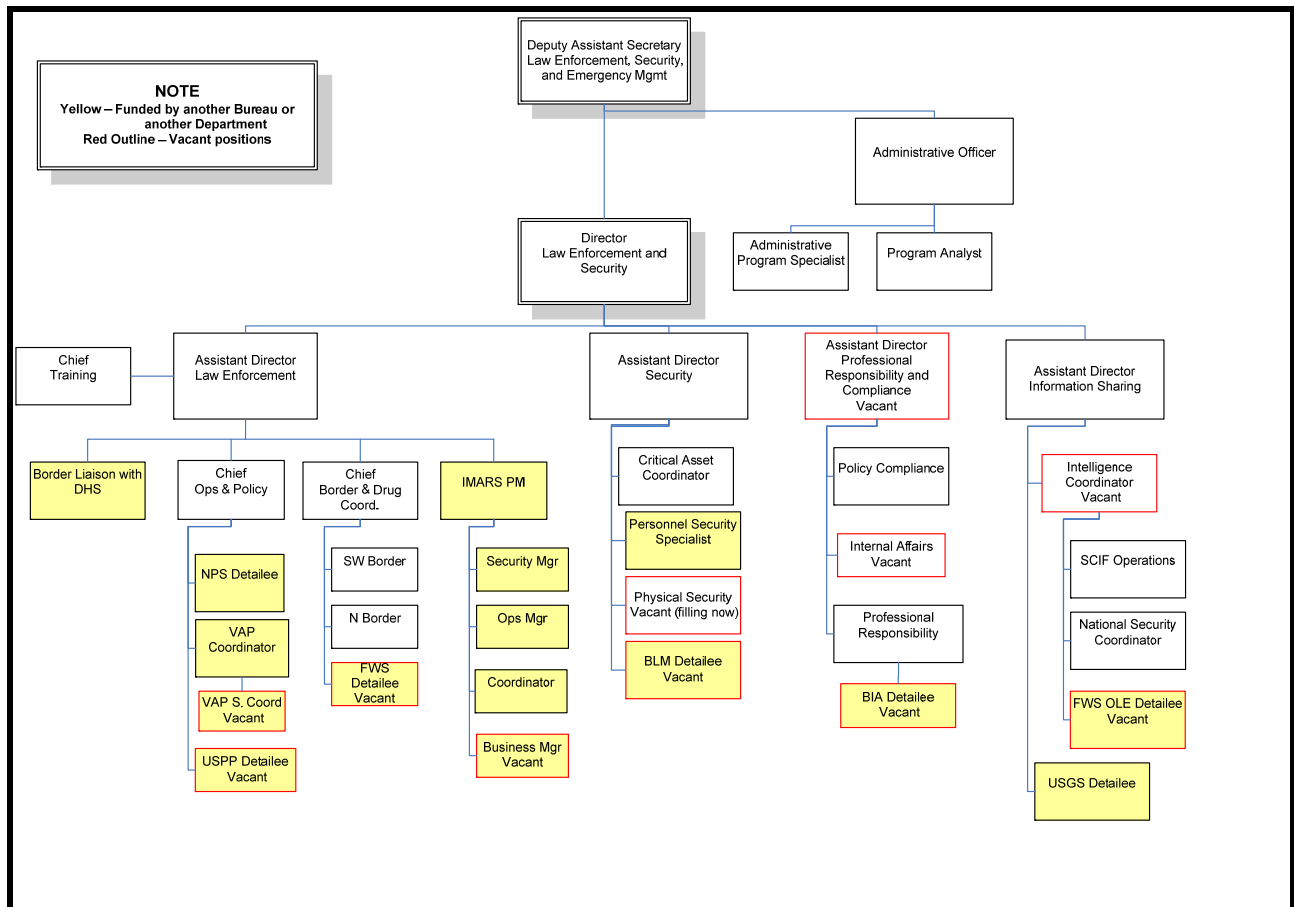 Deputy Assistant Secretary
Law Enforcement, Security,
and Emergency Mgmt
NOTE
Yellow – Funded by another Bureau or
another Department
Red Outline – Vacant positions
Administrative Officer
Director
Law Enforcement and
Security
Administrative
Program Specialist
Program Analyst
Chief
Training
Assistant Director
Law Enforcement
Assistant Director
Security
Assistant Director
Professional
Responsibility and
Compliance
Vacant
Assistant Director
Information Sharing
Border Liaison with
DHS
Chief
Ops & Policy
Chief
Border & Drug
Coord.
IMARS PM
NPS Detailee
VAP
Coordinator
VAP S. Coord
Vacant
USPP Detailee
Vacant
SW Border
N Border
FWS
Detailee
Vacant
Security Mgr
Ops Mgr
Coordinator
Business Mgr
Vacant
Critical Asset
Coordinator
Personnel Security
Specialist
Physical Security
Vacant (filling now)
BLM Detailee
Vacant
Policy Compliance
Internal Affairs
Vacant
Professional
Responsibility
BIA Detailee
Vacant
Intelligence
Coordinator
Vacant
SCIF Operations
National Security
Coordinator
FWS OLE Detailee
Vacant
USGS Detailee